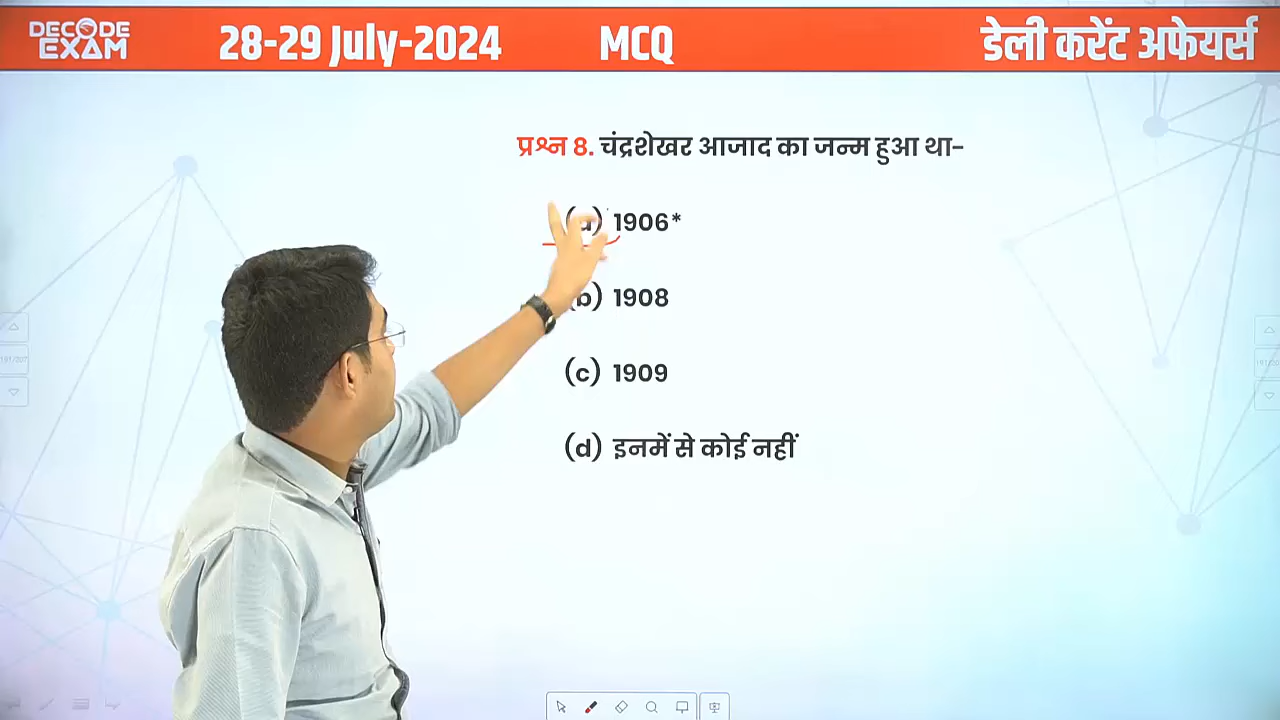 DECODE
EXAM
28-29 July-2024 MCQ डेली करेंट अफेयर्स
प्रश्न 8. चंद्रशेखर आजाद का जन्म हुआ था-
(a) 1906*
(b) 1908
(c) 1909
(d) इनमें से कोई नहीं